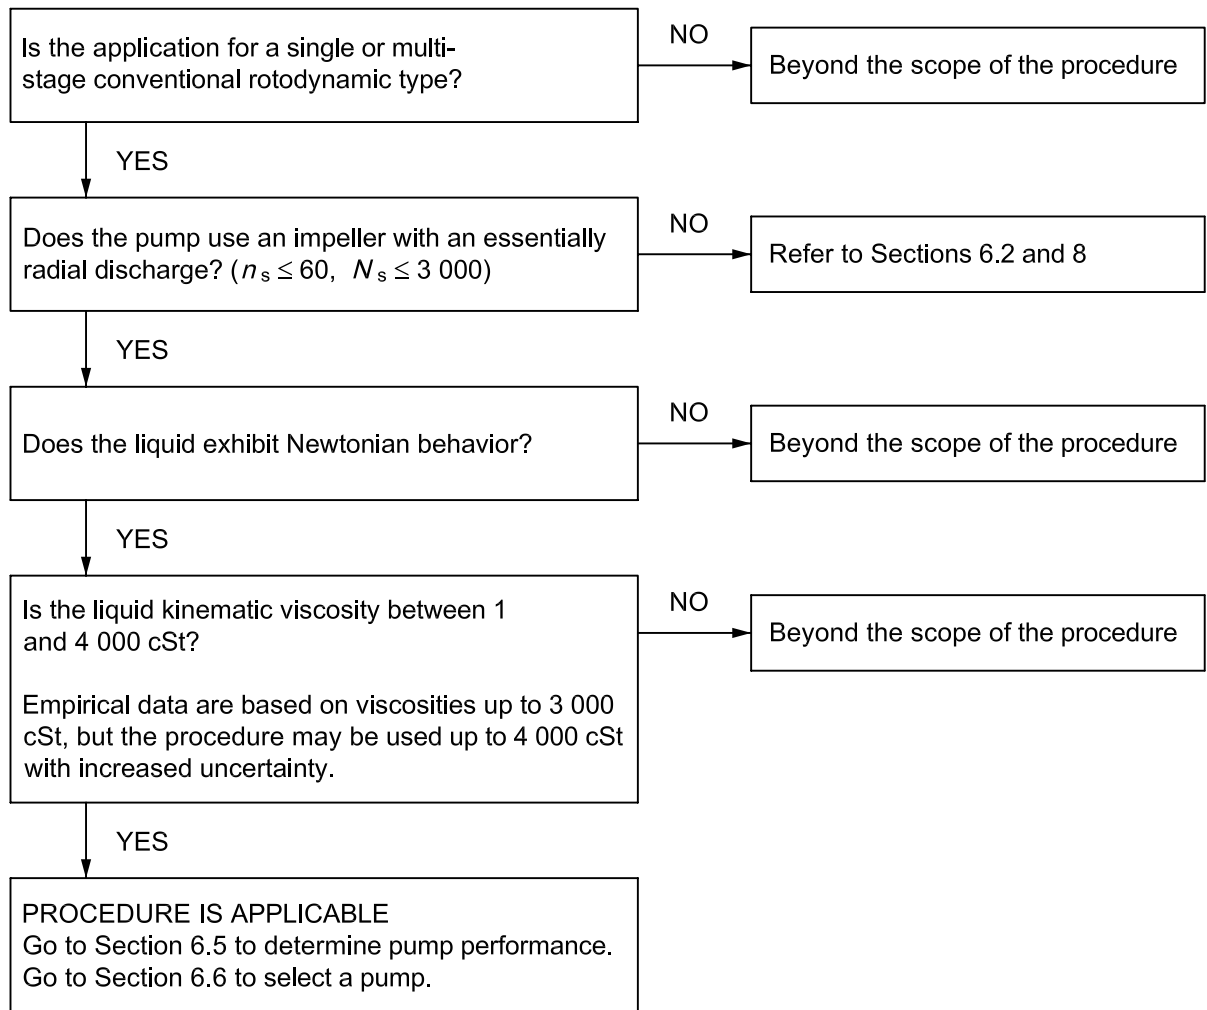 Is the application for a single or multi-
stage conventional rotodynamic type?
NO
Beyond the scope of the procedure
YES
Does the pump use an impeller with an essentially
radial discharge? (n s ≤ 60, N s ≤ 3 000)
NO
Refer to Sections 6.2 and 8
YES
Does the liquid exhibit Newtonian behavior?
NO
Beyond the scope of the procedure
YES
Is the liquid kinematic viscosity between 1
and 4 000 cSt?
Empirical data are based on viscosities up to 3 000
cSt, but the procedure may be used up to 4 000 cSt
with increased uncertainty.
NO
Beyond the scope of the procedure
YES
PROCEDURE IS APPLICABLE
Go to Section 6.5 to determine pump performance.
Go to Section 6.6 to select a pump.